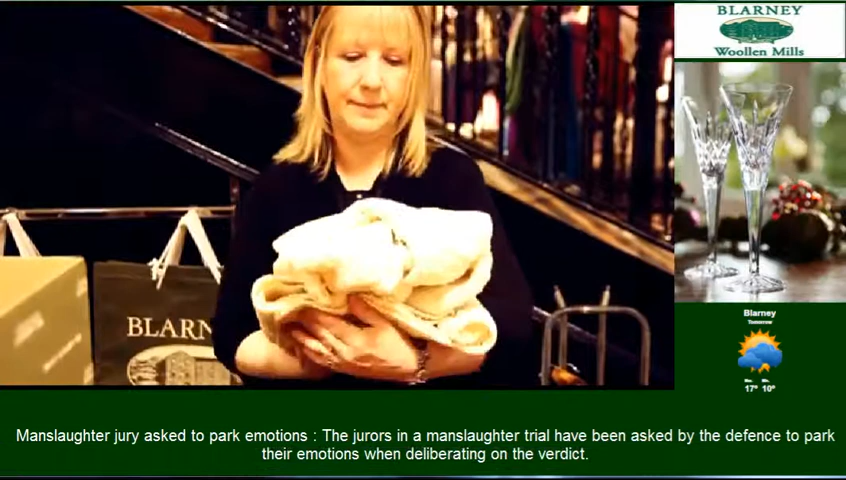 BLARNEY
Woollen Mills
BLARN
Blarney
Tomorrow
17° 10°
Manslaughter jury asked to park emotions : The jurors in a manslaughter trial have been asked by the defence to park
their emotions when deliberating on the verdict.